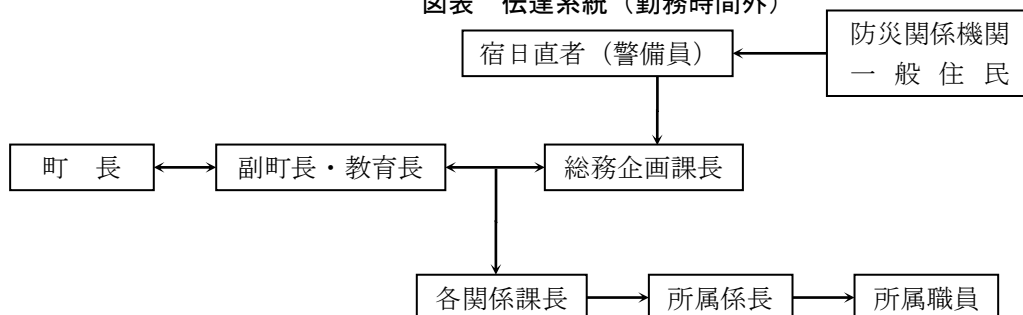 図表　伝達系統（勤務時間外）
防災関係機関
一般住民
宿日直者（警備員）
町　長
副町長・教育長
総務企画課長
各関係課長
所属係長
所属職員